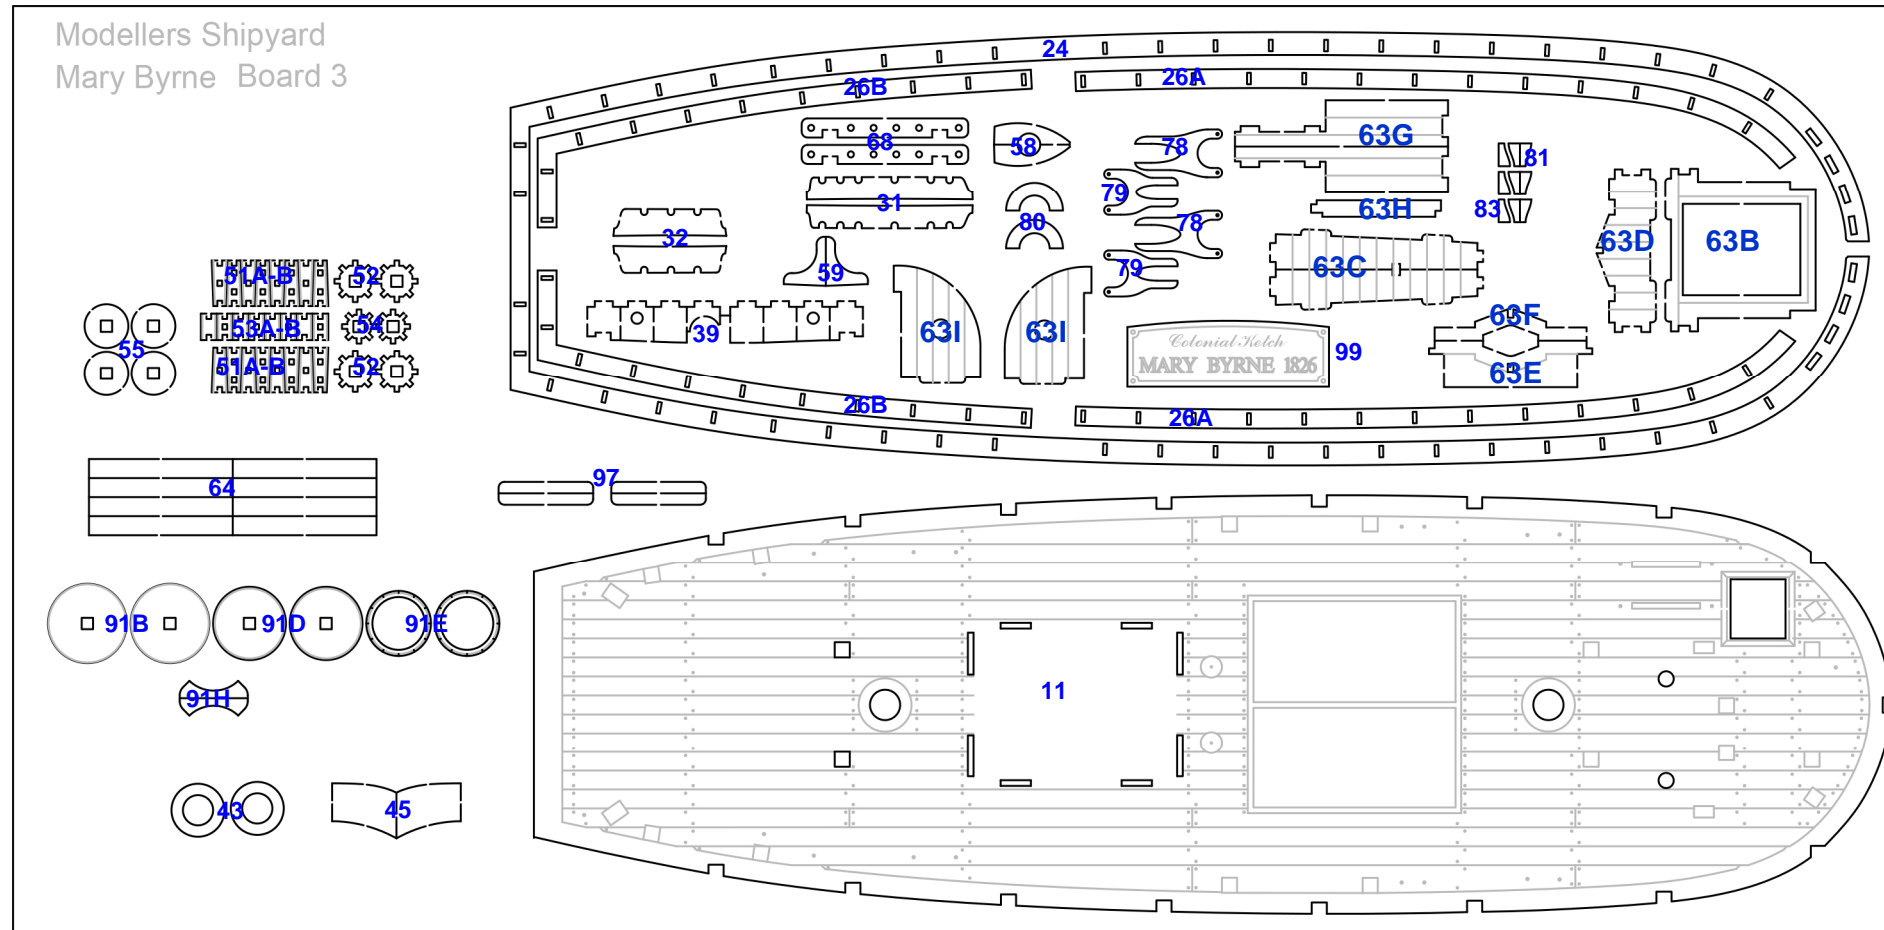 Modellers Shipyard
Mary Byrne Board 3
24
26B
26A
68
58
78
63G
81
79
31
80
63H
83
78
32
63D
63B
59
79
63C
51A-B
52
53A-B
54
55
39
63I
63I
63F
Colonial Ketch
MARY BYRNE 1826
99
51A-B
52
63E
26B
26A
64
97
91B
91D
91E
11
91H
43
45